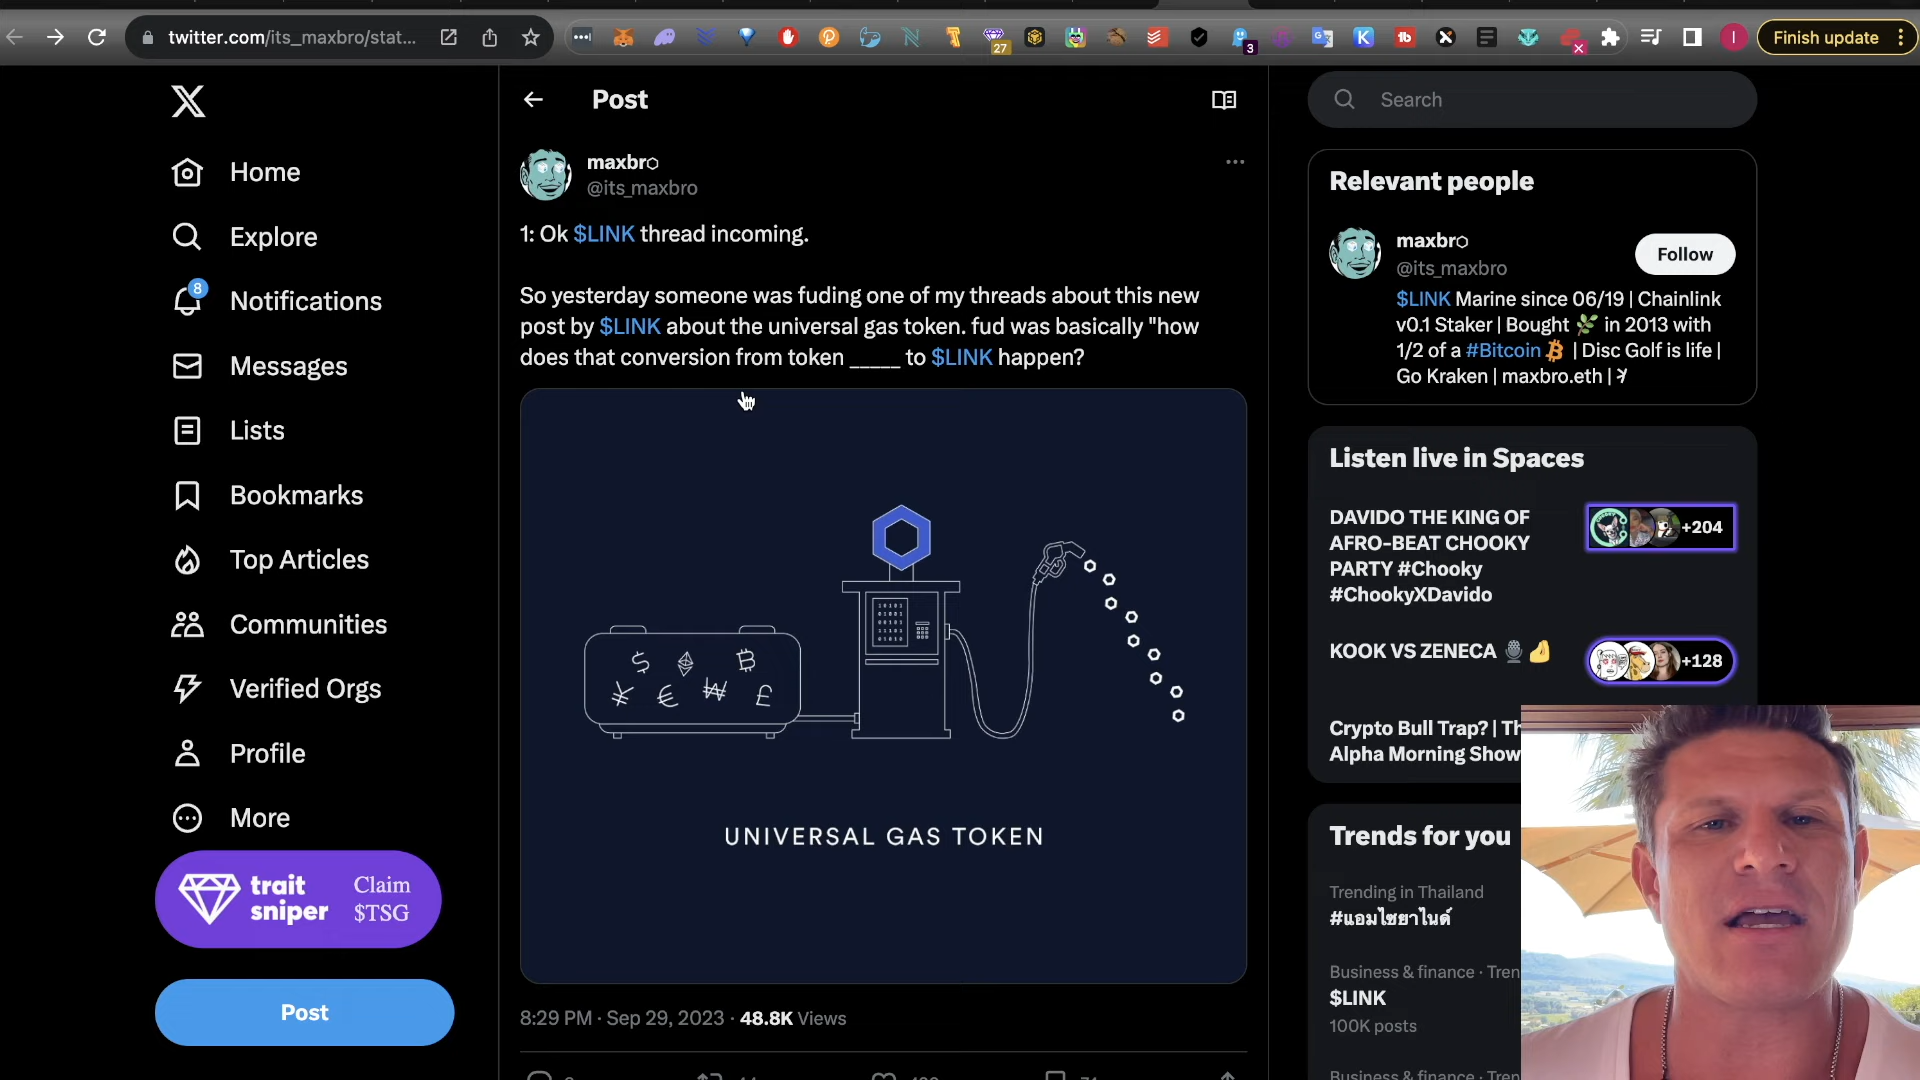 twitter.com/its_maxbro/stat...
27
3
Finish update
Home
Explore
8
Notifications
Messages
Lists
Bookmarks
Top Articles
Communities
Verified Orgs
Profile
More
trait sniper
Claim $TSG
Post
Post
maxbr⬡
@its_maxbro
1: Ok $LINK thread incoming.
So yesterday someone was fuding one of my threads about this new
post by $LINK about the universal gas token. fud was basically "how
does that conversion from token _____ to $LINK happen?
UNIVERSAL GAS TOKEN
8:29 PM · Sep 29, 2023 · 48.8K Views
Search
Relevant people
maxbr⬡
@its_maxbro
Follow
$LINK Marine since 06/19 | Chainlink
v0.1 Staker | Bought 🌿 in 2013 with
1/2 of a #Bitcoin | Disc Golf is life |
Go Kraken | maxbro.eth |
Listen live in Spaces
DAVIDO THE KING OF
AFRO-BEAT CHOOKY
PARTY #Chooky
#ChookyXDavido
+204
KOOK VS ZENECA 🎙️🤌
+128
Crypto Bull Trap? | Th
Alpha Morning Show
Trends for you
Trending in Thailand
#แอมไซยาไนด์
Business & finance · Tren
$LINK
100K posts
Business & finance · Tren